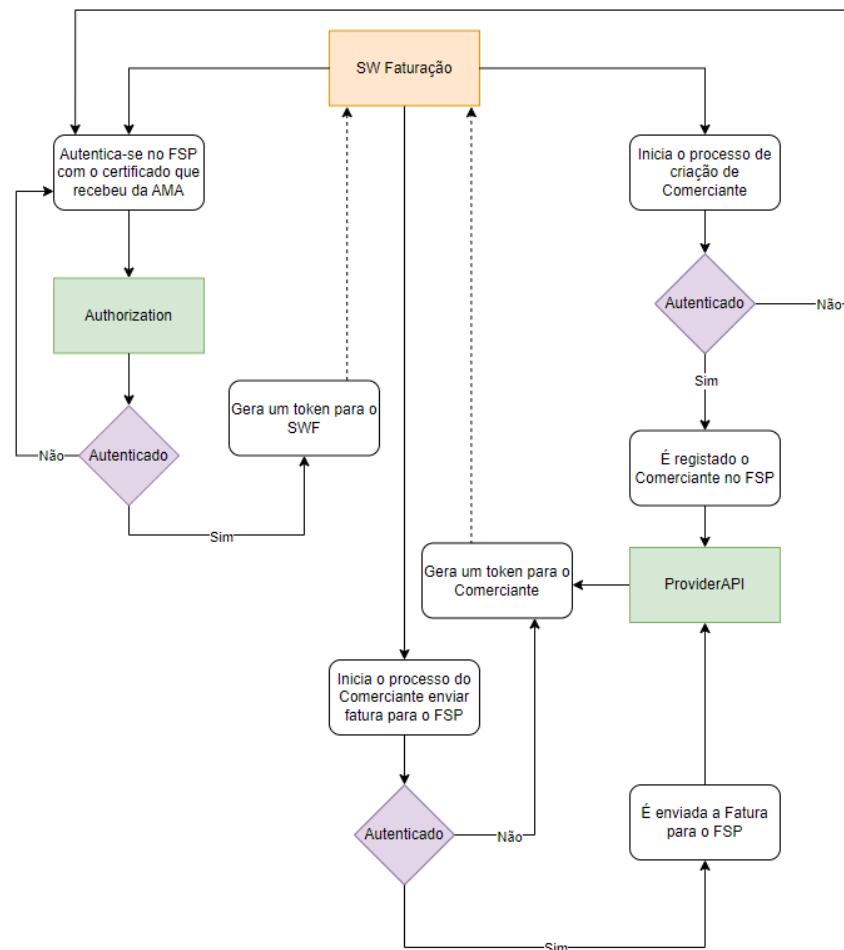 SW Faturação
Autentica-se no FSP
com o certificado que
recebeu da AMA
Inicia o processo de
criação de
Comerciante
Authorization
Autenticado
Não
Sim
Gera um token para o
SWF
Autenticado
Não
Sim
É registado o
Comerciante no FSP
Gera um token para o
Comerciante
ProviderAPI
Inicia o processo do
Comerciante enviar
fatura para o FSP
Autenticado
Não
É enviada a Fatura
para o FSP
Sim